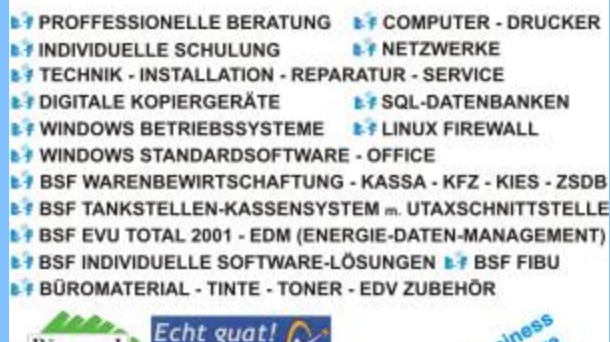 PROFFESSIONELLE BERATUNG COMPUTER - DRUCKER
INDIVIDUELLE SCHULUNG NETZWERKE
TECHNIK - INSTALLATION - REPARATUR - SERVICE
DIGITALE KOPIERGERÄTE SQL-DATENBANKEN
WINDOWS BETRIEBSSYSTEME LINUX FIREWALL
WINDOWS STANDARDSOFTWARE - OFFICE
BSF WARENBEWIRTSCHAFTUNG - KASSA - KFZ - KIES - ZSDB
BSF TANKSTELLEN-KASSENSYSTEM m. UTAXSCHNITTSTELLE
BSF EVU TOTAL 2001 - EDM (ENERGIE-DATEN-MANAGEMENT)
BSF INDIVIDUELLE SOFTWARE-LÖSUNGEN BSF FIBU
BÜROMATERIAL - TINTE - TONER - EDV ZUBEHÖR
Echt guat!